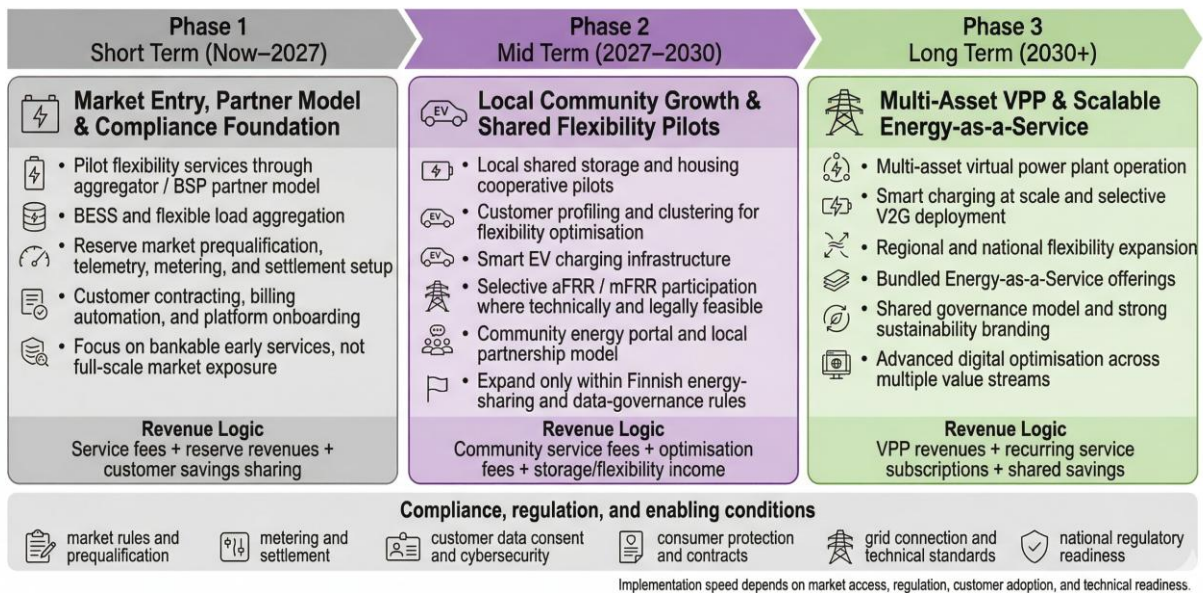 Phase 1
Short Term (Now–2027)
Phase 2
Mid Term (2027–2030)
Phase 3
Long Term (2030+)
Market Entry, Partner Model
& Compliance Foundation
• Pilot flexibility services through
aggregator / BSP partner model
• BESS and flexible load aggregation
• Reserve market prequalification,
telemetry, metering, and settlement setup
• Customer contracting, billing
automation, and platform onboarding
• Focus on bankable early services, not
full-scale market exposure
Revenue Logic
Service fees + reserve revenues +
customer savings sharing
EV
Local Community Growth &
Shared Flexibility Pilots
• Local shared storage and housing
cooperative pilots
EV
• Customer profiling and clustering for
flexibility optimisation
EV
• Smart EV charging infrastructure
• Selective aFRR / mFRR participation
where technically and legally feasible
• Community energy portal and local
partnership model
• Expand only within Finnish energy-
sharing and data-governance rules
Revenue Logic
Community service fees + optimisation
fees + storage/flexibility income
Multi-Asset VPP & Scalable
Energy-as-a-Service
• Multi-asset virtual power plant operation
• Smart charging at scale and selective
V2G deployment
• Regional and national flexibility expansion
• Bundled Energy-as-a-Service offerings
• Shared governance model and strong
sustainability branding
• Advanced digital optimisation across
multiple value streams
Revenue Logic
VPP revenues + recurring service
subscriptions + shared savings
Compliance, regulation, and enabling conditions
market rules and
prequalification
metering and
settlement
customer data consent
and cybersecurity
consumer protection
and contracts
grid connection and
technical standards
national regulatory
readiness
Implementation speed depends on market access, regulation, customer adoption, and technical readiness.